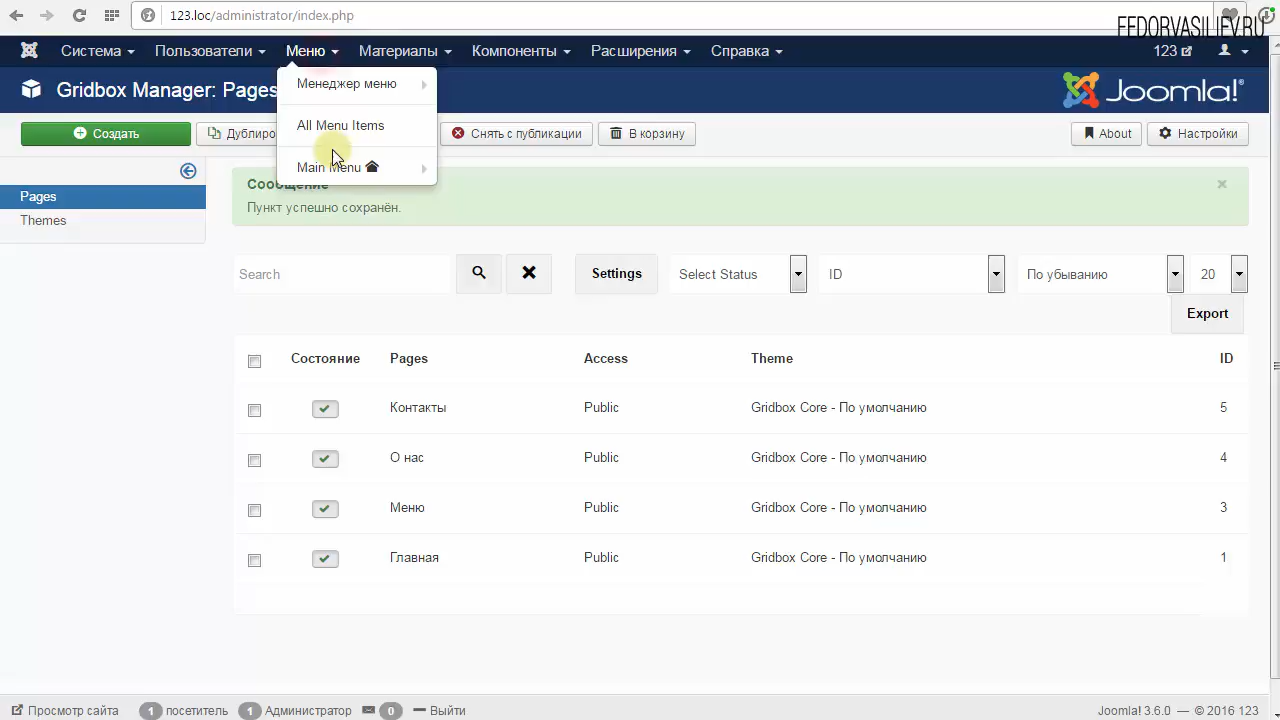 123.loc/administrator/index.php
FEDORVASILIEV.RU
Система Пользователи Меню Материалы Компоненты Расширения Справка 123
Менеджер меню
All Menu Items
Main Menu
Gridbox Manager: Pages
Joomla!®
Создать Дублиро Снять с публикации В корзину About Настройки
Pages
Themes
Сообщение ×
Пункт успешно сохранён.
Search Settings Select Status ID По убыванию 20
Export
Состояние Pages Access Theme ID
Контакты Public Gridbox Core - По умолчанию 5
О нас Public Gridbox Core - По умолчанию 4
Меню Public Gridbox Core - По умолчанию 3
Главная Public Gridbox Core - По умолчанию 1
Просмотр сайта 1 посетитель 1 Администратор 0 Выйти Joomla! 3.6.0 — © 2016 123